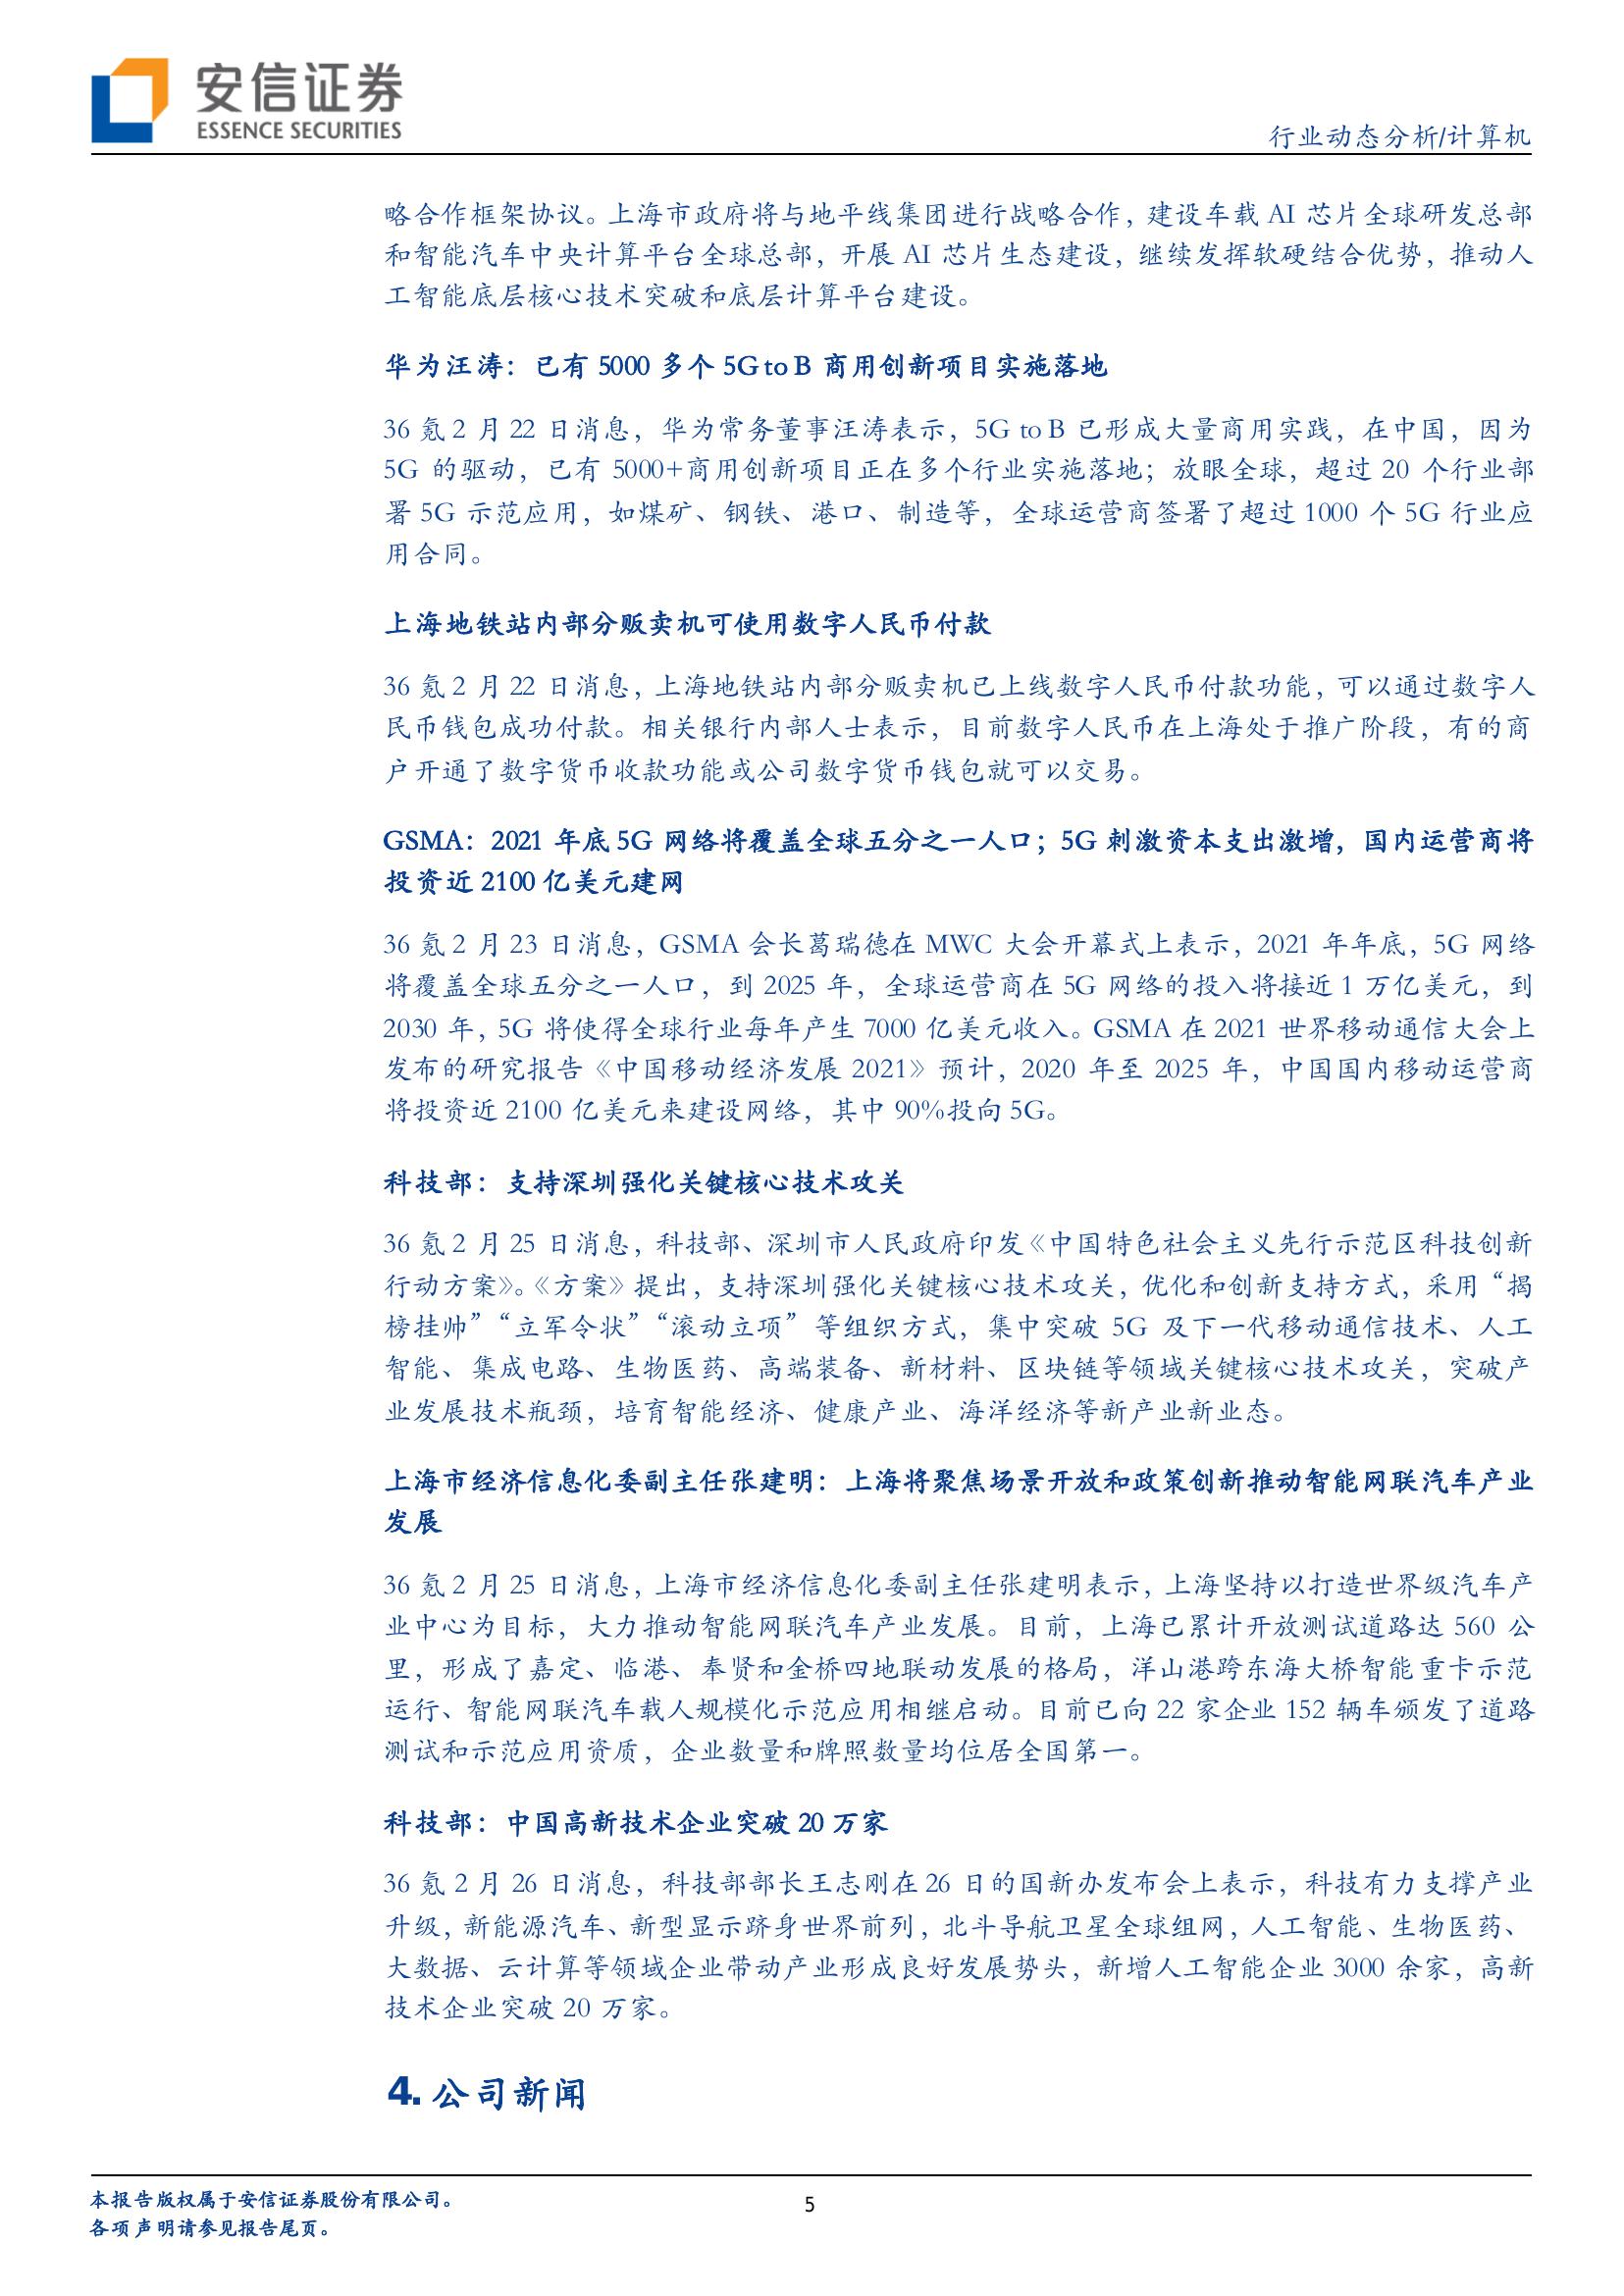 安信证券
ESSENCE SECURITIES
行业动态分析/计算机
略合作框架协议。上海市政府将与地平线集团进行战略合作，建设车载 AI 芯片全球研发总部
和智能汽车中央计算平台全球总部，开展 AI 芯片生态建设，继续发挥软硬结合优势，推动人
工智能底层核心技术突破和底层计算平台建设。
华为汪涛：已有 5000 多个 5G to B 商用创新项目实施落地
36 氪 2 月 22 日消息，华为常务董事汪涛表示，5G to B 已形成大量商用实践，在中国，因为
5G 的驱动，已有 5000+商用创新项目正在多个行业实施落地；放眼全球，超过 20 个行业部
署 5G 示范应用，如煤矿、钢铁、港口、制造等，全球运营商签署了超过 1000 个 5G 行业应
用合同。
上海地铁站内部分贩卖机可使用数字人民币付款
36 氪 2 月 22 日消息，上海地铁站内部分贩卖机已上线数字人民币付款功能，可以通过数字人
民币钱包成功付款。相关银行内部人士表示，目前数字人民币在上海处于推广阶段，有的商
户开通了数字货币收款功能或公司数字货币钱包就可以交易。
GSMA：2021 年底 5G 网络将覆盖全球五分之一人口；5G 刺激资本支出激增，国内运营商将
投资近 2100 亿美元建网
36 氪 2 月 23 日消息，GSMA 会长葛瑞德在 MWC 大会开幕式上表示，2021 年年底，5G 网络
将覆盖全球五分之一人口，到 2025 年，全球运营商在 5G 网络的投入将接近 1 万亿美元，到
2030 年，5G 将使得全球行业每年产生 7000 亿美元收入。GSMA 在 2021 世界移动通信大会上
发布的研究报告《中国移动经济发展 2021》预计，2020 年至 2025 年，中国国内移动运营商
将投资近 2100 亿美元来建设网络，其中 90%投向 5G。
科技部：支持深圳强化关键核心技术攻关
36 氪 2 月 25 日消息，科技部、深圳市人民政府印发《中国特色社会主义先行示范区科技创新
行动方案》。《方案》提出，支持深圳强化关键核心技术攻关，优化和创新支持方式，采用“揭
榜挂帅”“立军令状”“滚动立项”等组织方式，集中突破 5G 及下一代移动通信技术、人工
智能、集成电路、生物医药、高端装备、新材料、区块链等领域关键核心技术攻关，突破产
业发展技术瓶颈，培育智能经济、健康产业、海洋经济等新产业新业态。
上海市经济信息化委副主任张建明：上海将聚焦场景开放和政策创新推动智能网联汽车产业
发展
36 氪 2 月 25 日消息，上海市经济信息化委副主任张建明表示，上海坚持以打造世界级汽车产
业中心为目标，大力推动智能网联汽车产业发展。目前，上海已累计开放测试道路达 560 公
里，形成了嘉定、临港、奉贤和金桥四地联动发展的格局，洋山港跨东海大桥智能重卡示范
运行、智能网联汽车载人规模化示范应用相继启动。目前已向 22 家企业 152 辆车颁发了道路
测试和示范应用资质，企业数量和牌照数量均位居全国第一。
科技部：中国高新技术企业突破 20 万家
36 氪 2 月 26 日消息，科技部部长王志刚在 26 日的国新办发布会上表示，科技有力支撑产业
升级，新能源汽车、新型显示跻身世界前列，北斗导航卫星全球组网，人工智能、生物医药、
大数据、云计算等领域企业带动产业形成良好发展势头，新增人工智能企业 3000 余家，高新
技术企业突破 20 万家。
4. 公司新闻
本报告版权属于安信证券股份有限公司。
5
各项声明请参见报告尾页。